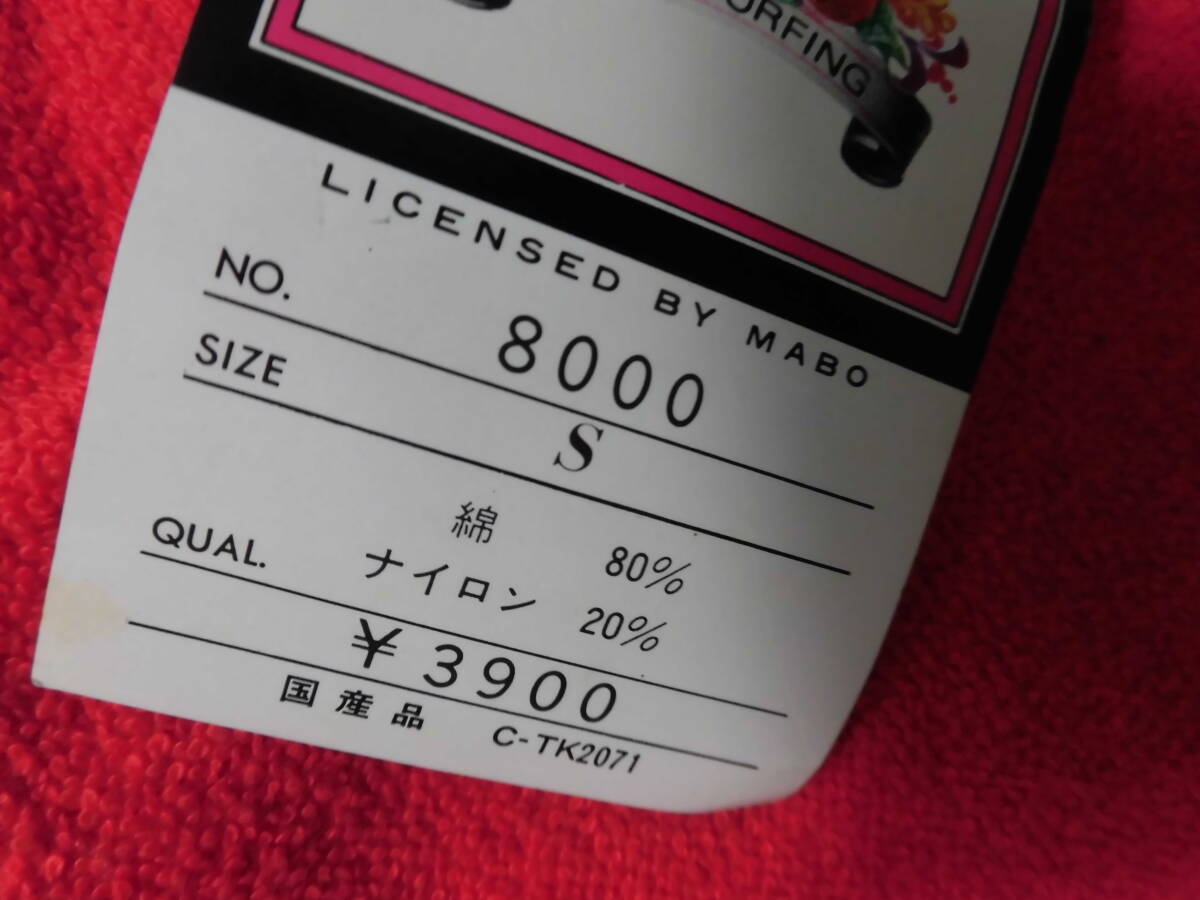 LICENSED BY MABO
NO. 8000
SIZE S
綿 80%
QUAL. ナイロン 20%
¥3900
国産品 C-TK2071